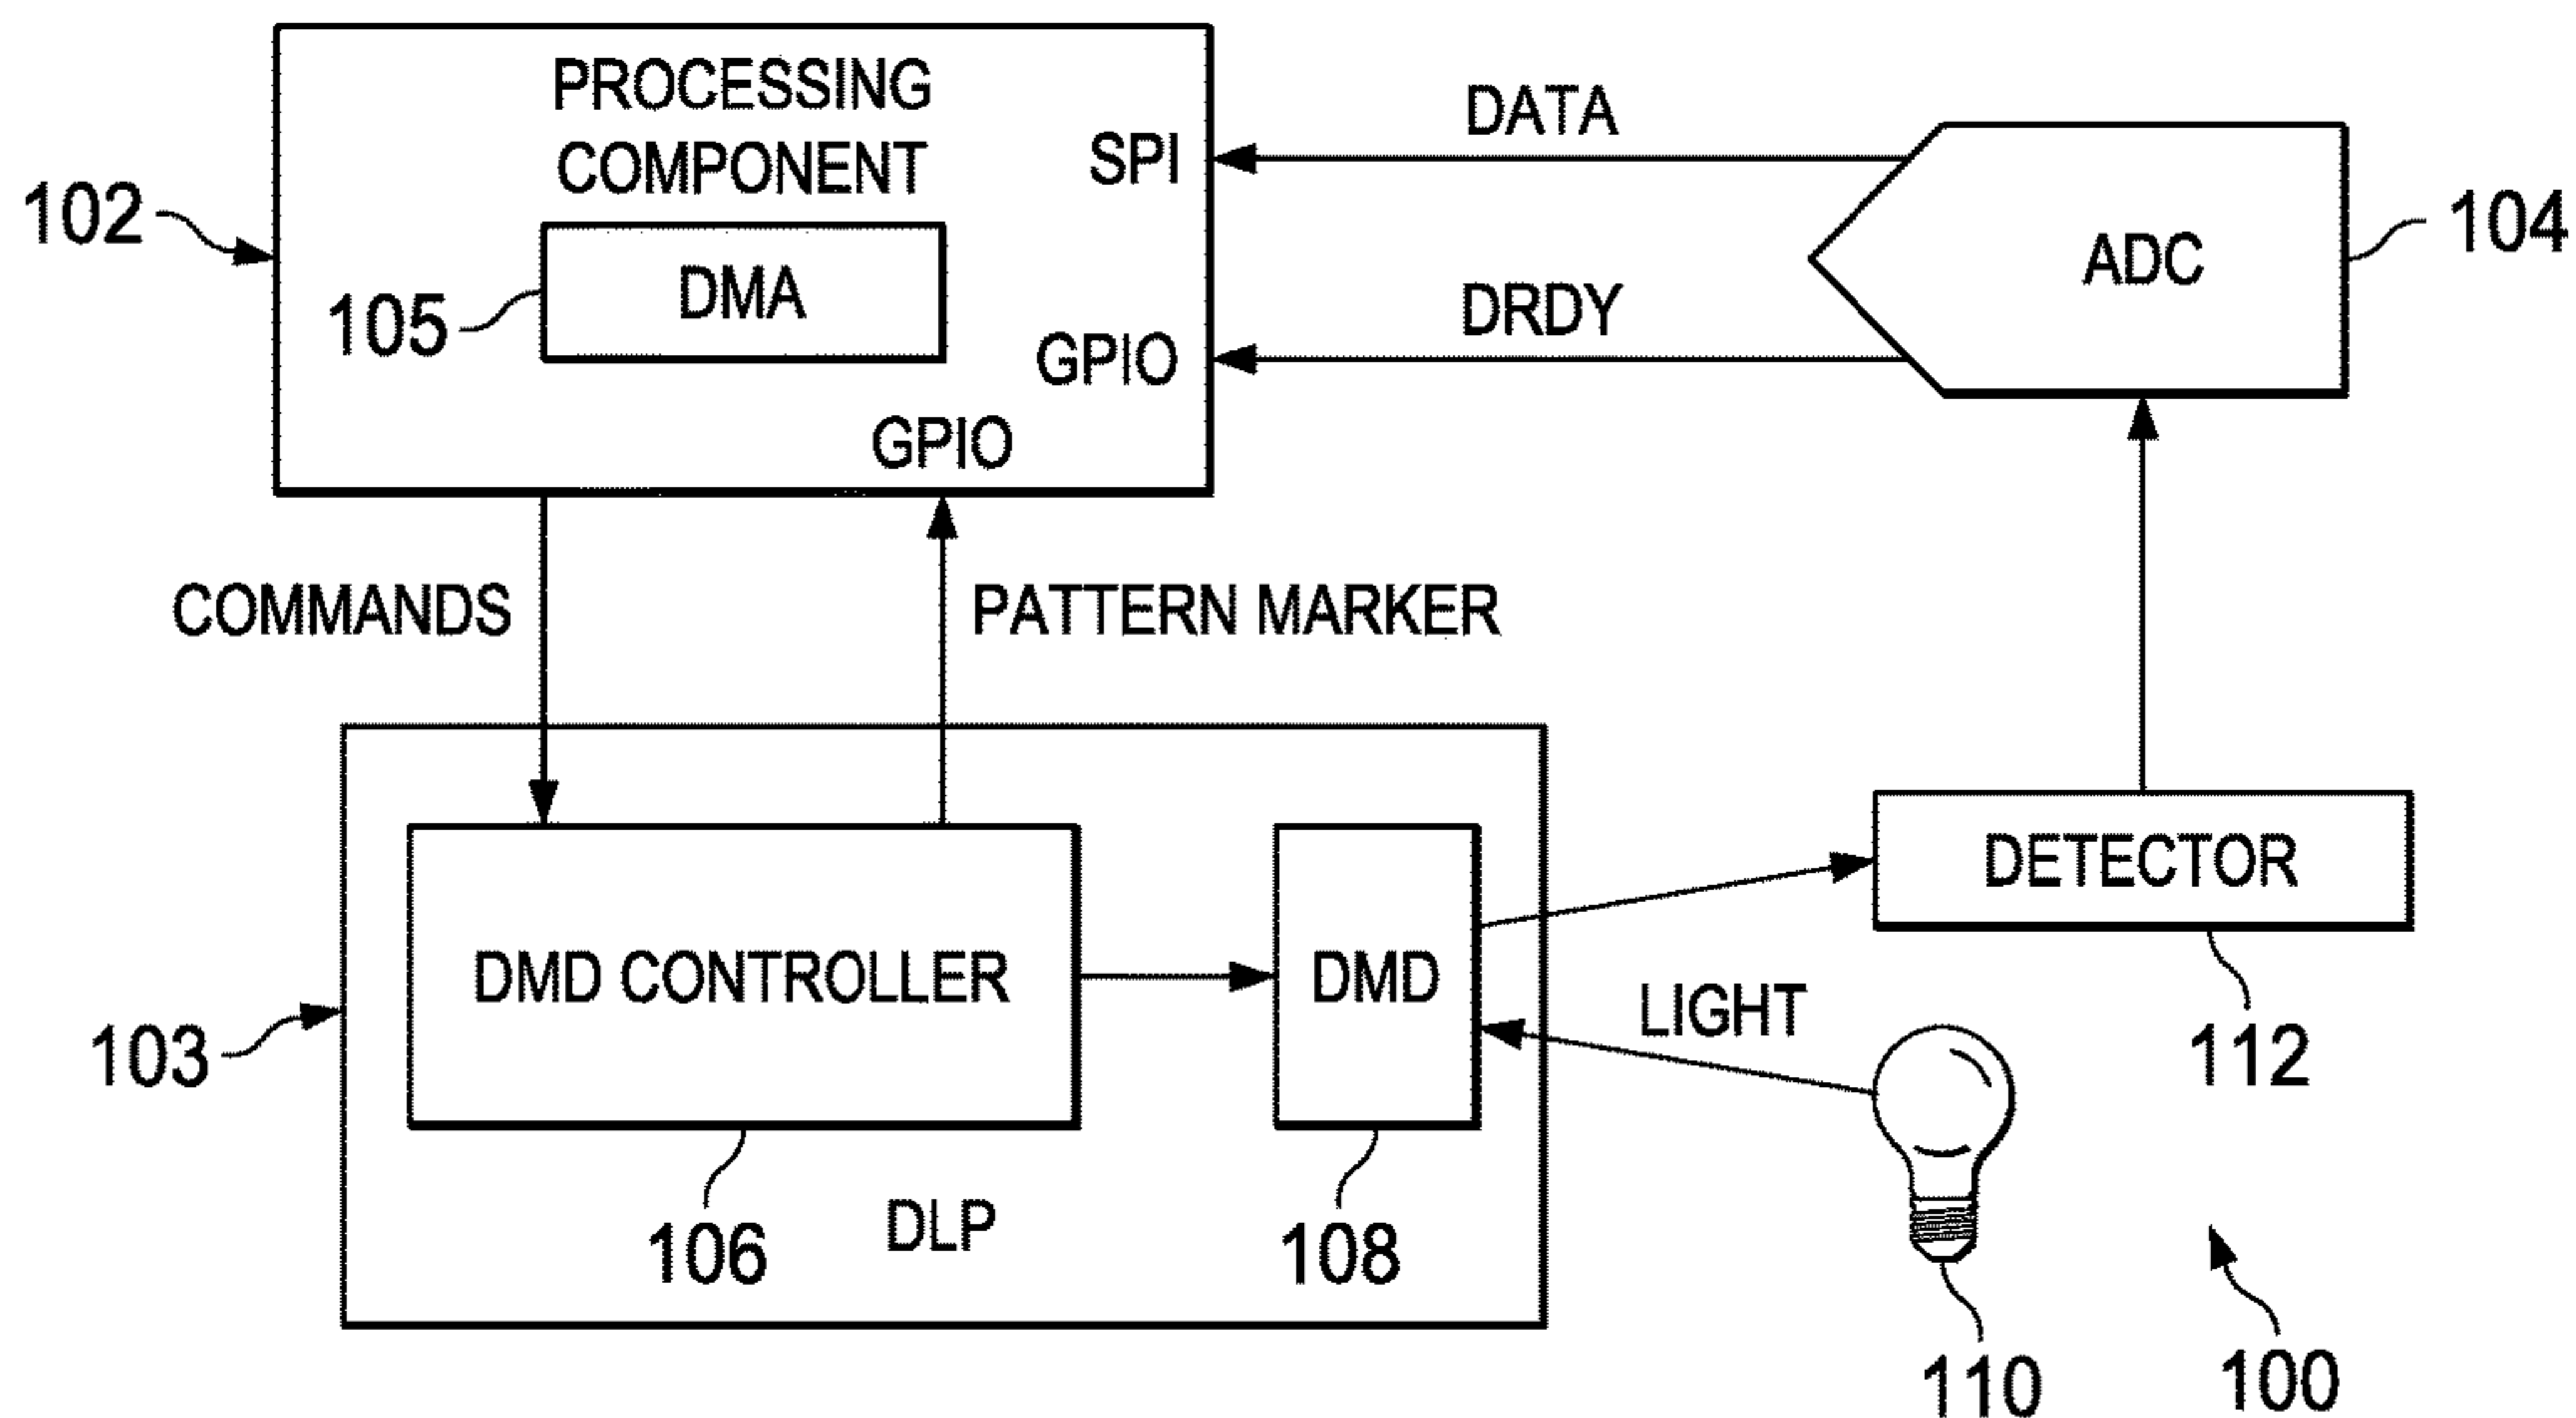 PROCESSING
COMPONENT
SPI
DATA
102
104
ADC
105
DMA
DRDY
GPIO
GPIO
COMMANDS
PATTERN MARKER
DETECTOR
DMD CONTROLLER
DMD
LIGHT
103
112
106
DLP
108
110
100